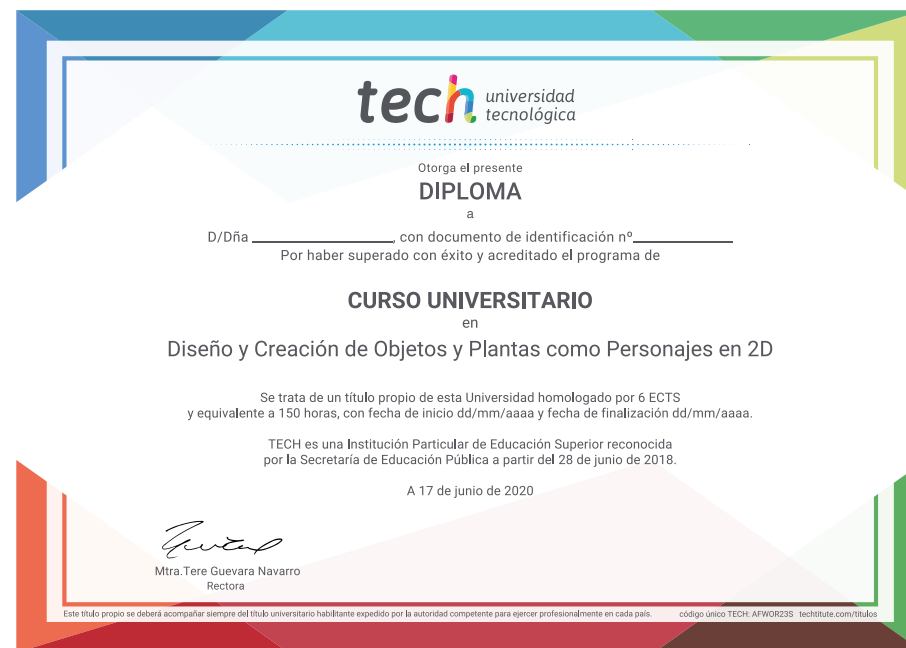 tech universidad
tecnológica
Otorga el presente
DIPLOMA
a
D/Dña ____________________, con documento de identificación nº______________
Por haber superado con éxito y acreditado el programa de
CURSO UNIVERSITARIO
en
Diseño y Creación de Objetos y Plantas como Personajes en 2D
Se trata de un título propio de esta Universidad homologado por 6 ECTS
y equivalente a 150 horas, con fecha de inicio dd/mm/aaaa y fecha de finalización dd/mm/aaaa.
TECH es una Institución Particular de Educación Superior reconocida
por la Secretaría de Educación Pública a partir del 28 de junio de 2018.
A 17 de junio de 2020
Mtra.Tere Guevara Navarro
Rectora
Este título propio se deberá acompañar siempre del título universitario habilitante expedido por la autoridad competente para ejercer profesionalmente en cada país. código único TECH: AFWOR23S techtitute.com/titulos